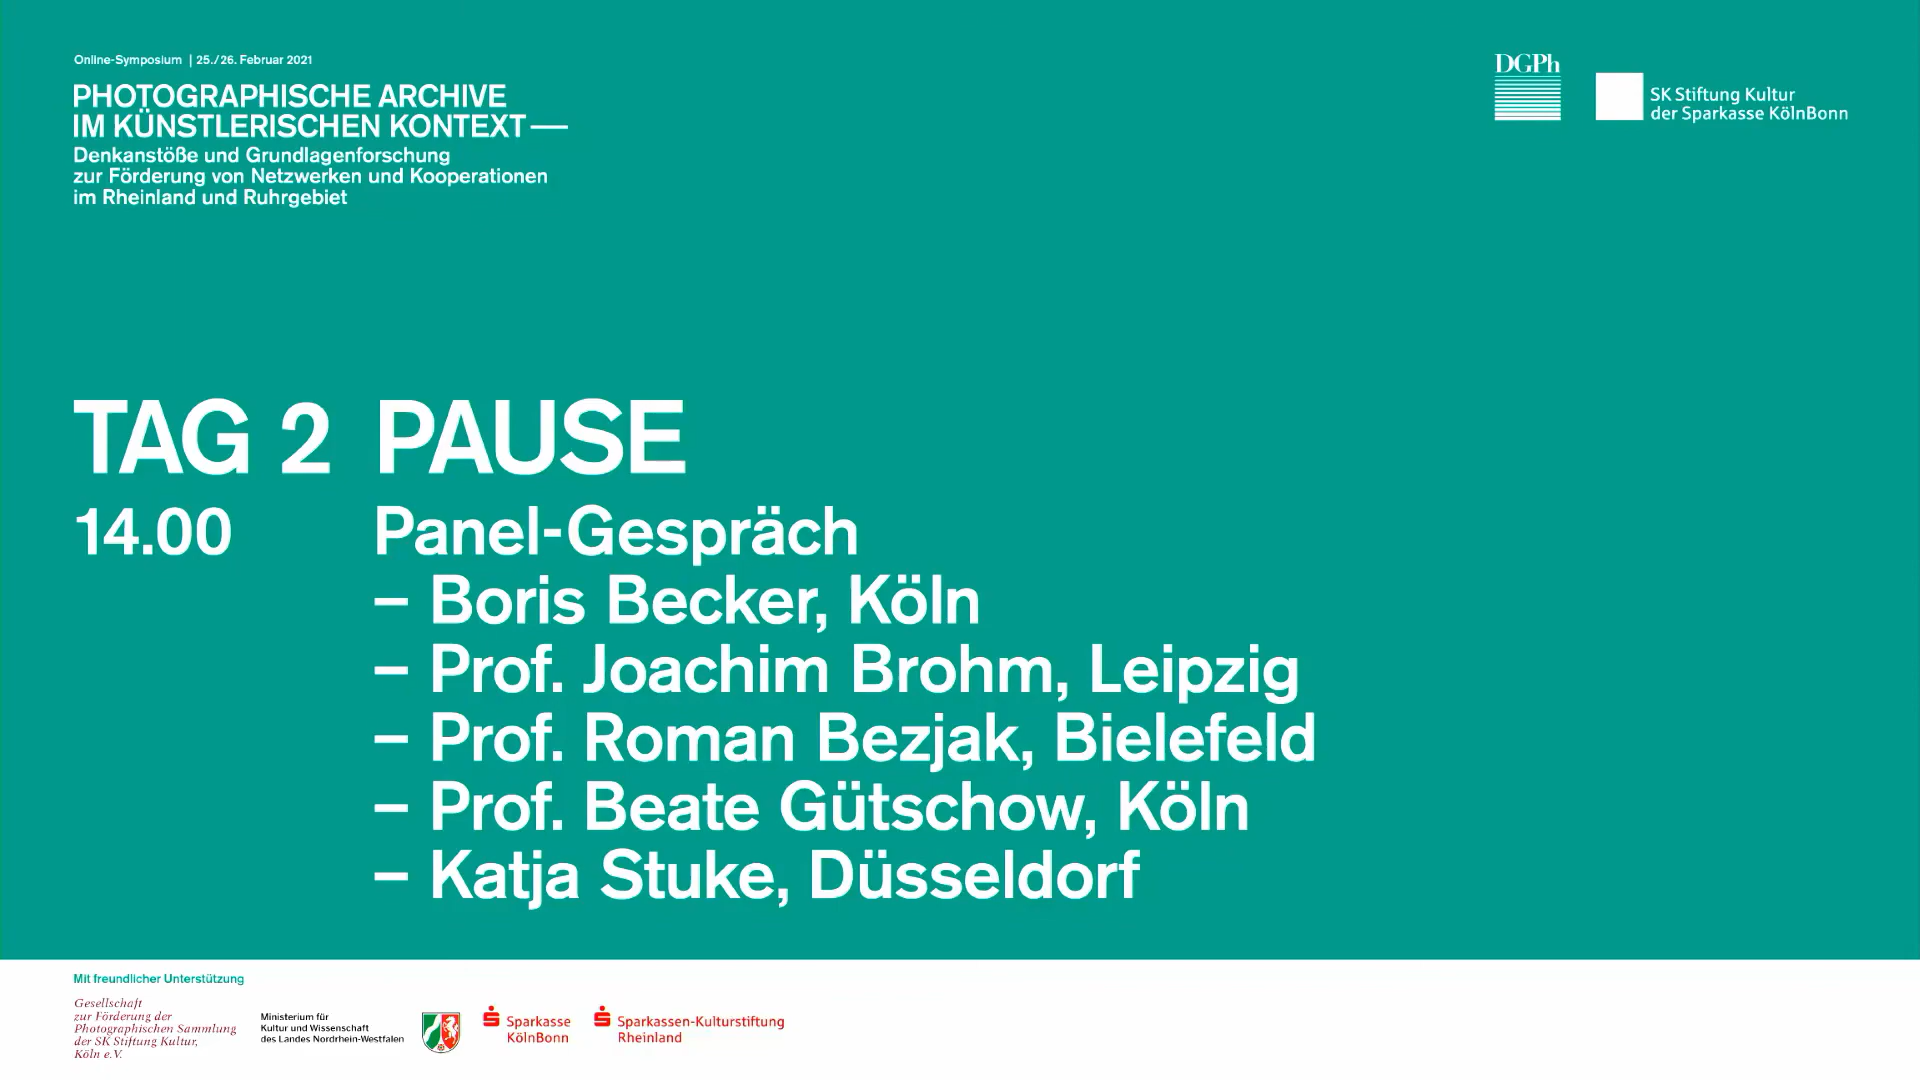 Online-Symposium | 25./26. Februar 2021
PHOTOGRAPHISCHE ARCHIVE
IM KÜNSTLERISCHEN KONTEXT—
Denkanstöße und Grundlagenforschung
zur Förderung von Netzwerken und Kooperationen
im Rheinland und Ruhrgebiet
DGPh
SK Stiftung Kultur
der Sparkasse KölnBonn
TAG 2 PAUSE
14.00 Panel-Gespräch
– Boris Becker, Köln
– Prof. Joachim Brohm, Leipzig
– Prof. Roman Bezjak, Bielefeld
– Prof. Beate Gütschow, Köln
– Katja Stuke, Düsseldorf
Mit freundlicher Unterstützung
Gesellschaft
zur Förderung der
Photographischen Sammlung
der SK Stiftung Kultur,
Köln e.V.
Ministerium für
Kultur und Wissenschaft
des Landes Nordrhein-Westfalen
Sparkasse
KölnBonn
Sparkassen-Kulturstiftung
Rheinland